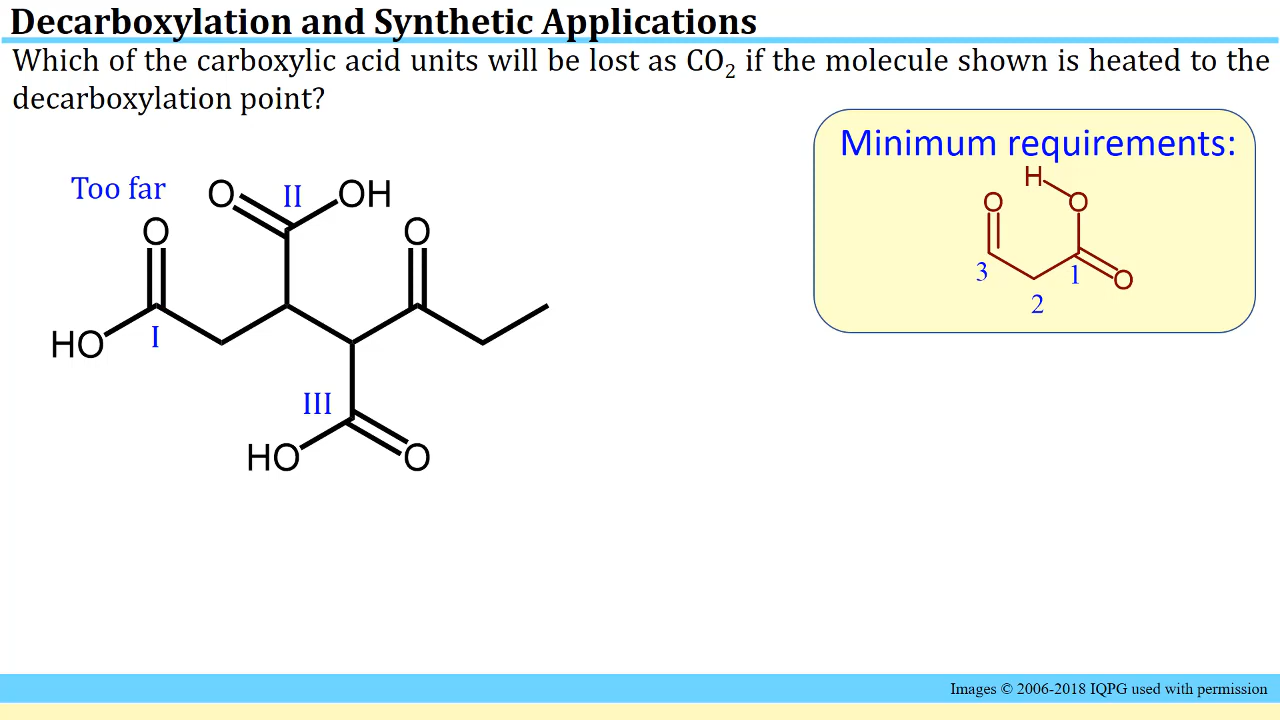 Decarboxylation and Synthetic Applications
Which of the carboxylic acid units will be lost as CO₂ if the molecule shown is heated to the
decarboxylation point?
Minimum requirements:
Too far
O
II
OH
O
O
HO
I
III
HO
O
H
O
O
3
1
O
2
Images © 2006-2018 IQPG used with permission